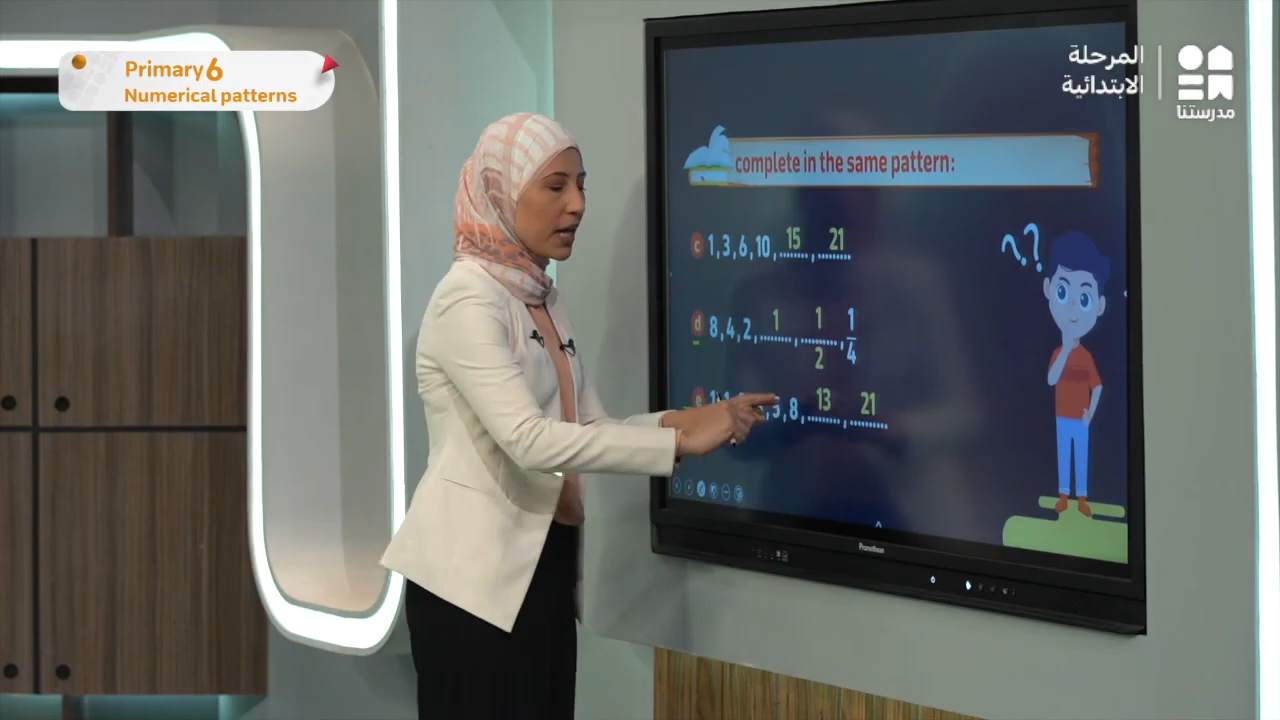 Primary 6
Numerical patterns
المرحلة
الابتدائية
مدرستنا
complete in the same pattern:
c 1, 3, 6, 10, 15, 21
d 8, 4, 2, 1, 1/2, 1/4
8, 13, 21
Promethean